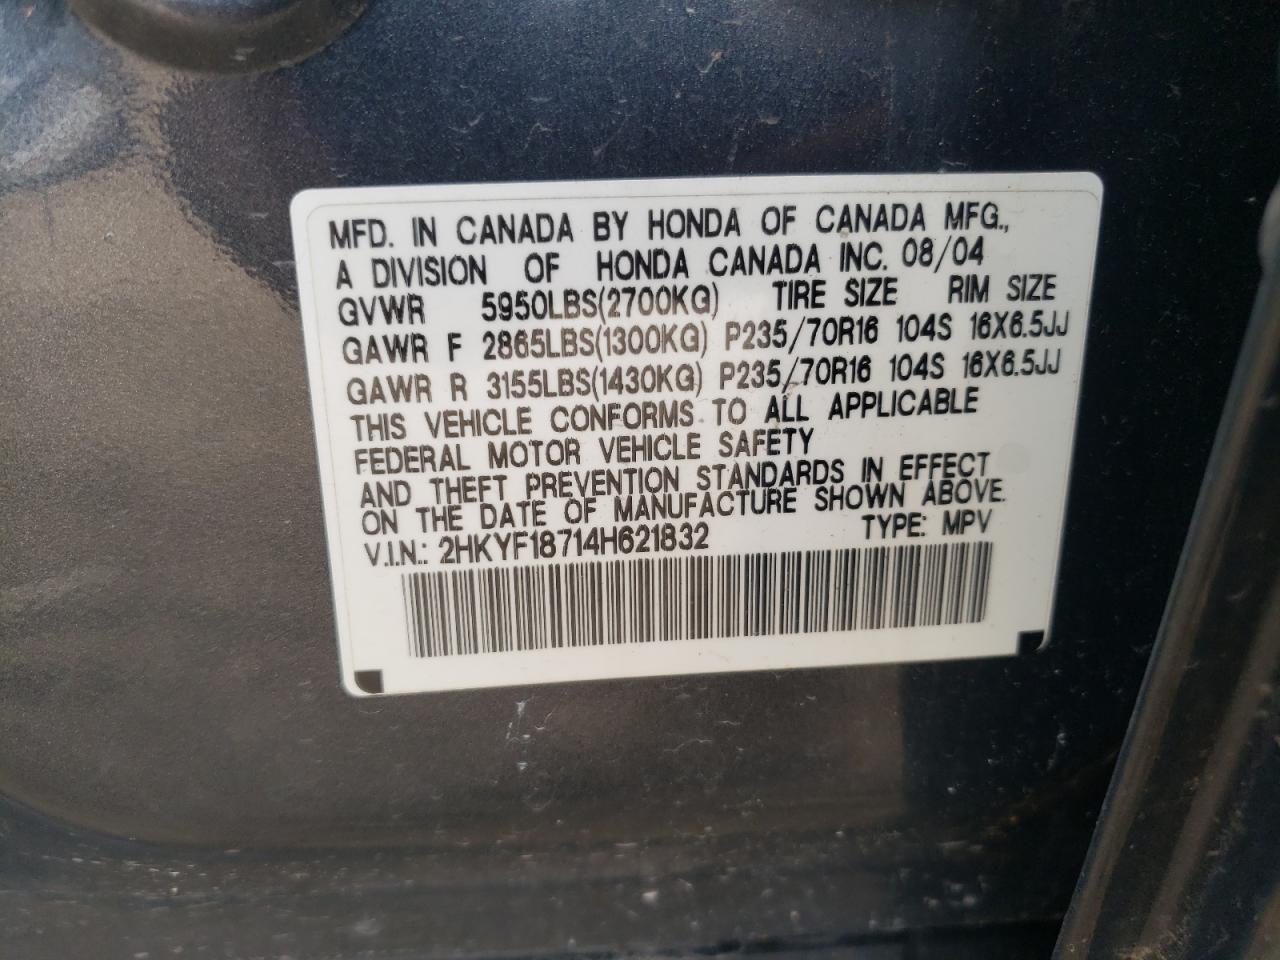 MFD. IN CANADA BY HONDA OF CANADA MFG.,
A DIVISION OF HONDA CANADA INC. 08/04
GVWR 5950LBS(2700KG) TIRE SIZE RIM SIZE
GAWR F 2865LBS(1300KG) P235/70R16 104S 16X6.5JJ
GAWR R 3155LBS(1430KG) P235/70R16 104S 16X6.5JJ
THIS VEHICLE CONFORMS TO ALL APPLICABLE
FEDERAL MOTOR VEHICLE SAFETY
AND THEFT PREVENTION STANDARDS IN EFFECT
ON THE DATE OF MANUFACTURE SHOWN ABOVE.
V.I.N.: 2HKYF18714H621832 TYPE: MPV